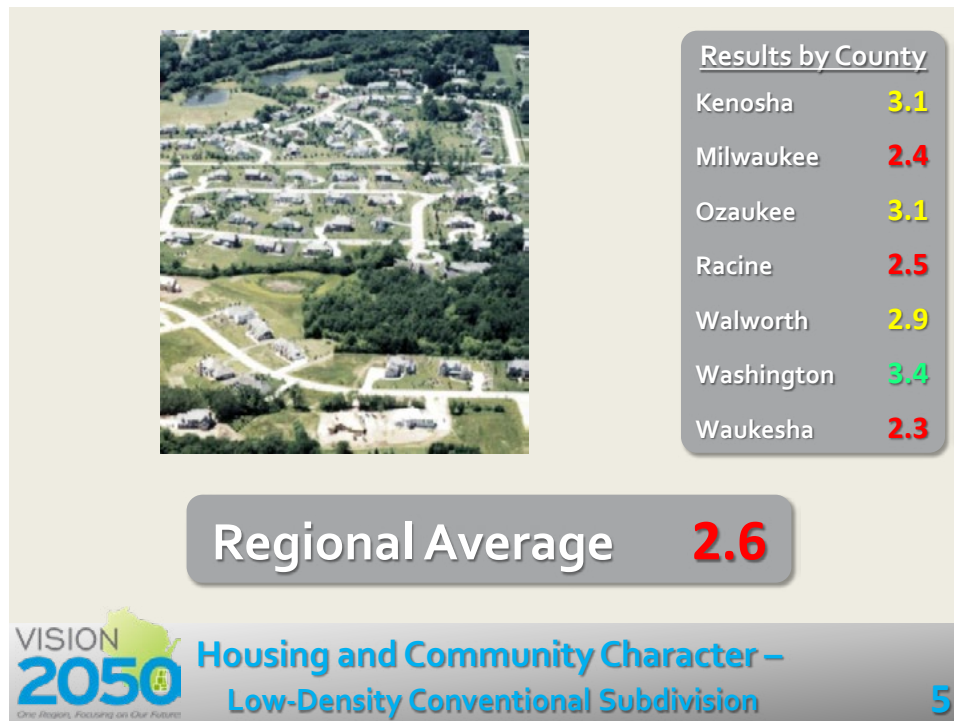 Results by County
Kenosha 3.1
Milwaukee 2.4
Ozaukee 3.1
Racine 2.5
Walworth 2.9
Washington 3.4
Waukesha 2.3
Regional Average 2.6
VISION
2050
One Region, Focusing on Our Future
Housing and Community Character –
Low-Density Conventional Subdivision 5